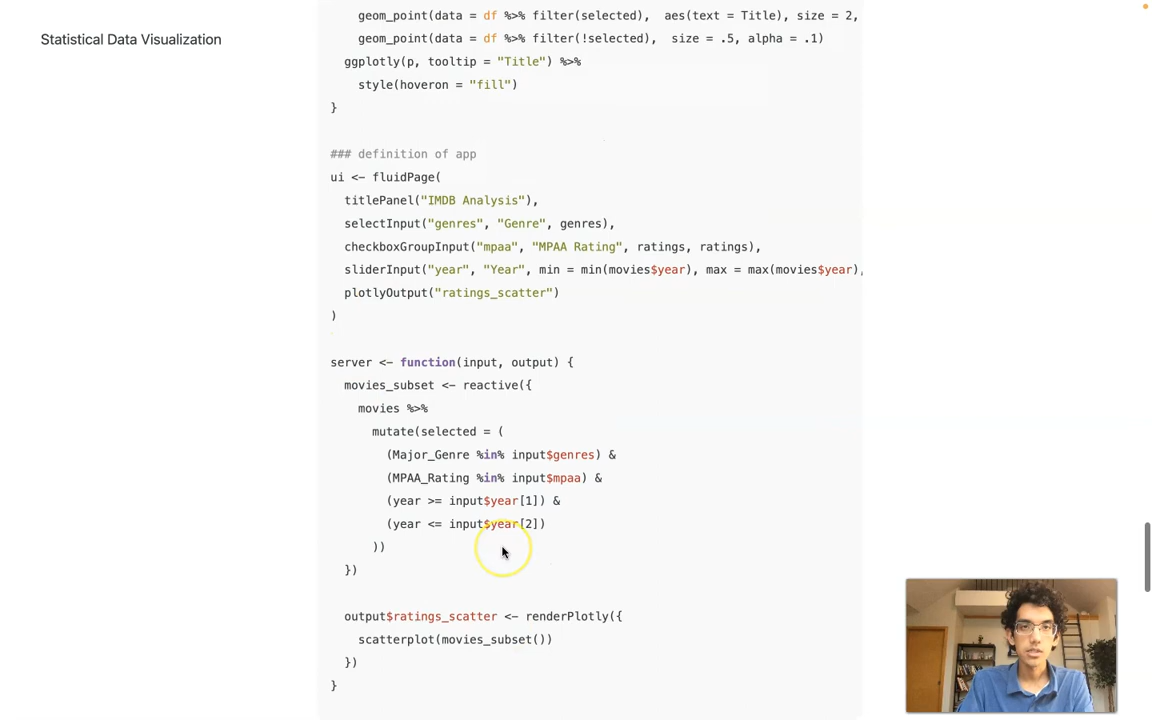 Statistical Data Visualization
geom_point(data = df %>% filter(selected),  aes(text = Title), size = 2,
geom_point(data = df %>% filter(!selected),  size = .5, alpha = .1)
ggplotly(p, tooltip = "Title") %>%
style(hoveron = "fill")
}
### definition of app
ui <- fluidPage(
titlePanel("IMDB Analysis"),
selectInput("genres", "Genre", genres),
checkboxGroupInput("mpaa", "MPAA Rating", ratings, ratings),
sliderInput("year", "Year", min = min(movies$year), max = max(movies$year),
plotlyOutput("ratings_scatter")
)
server <- function(input, output) {
movies_subset <- reactive({
movies %>%
mutate(selected = (
(Major_Genre %in% input$genres) &
(MPAA_Rating %in% input$mpaa) &
(year >= input$year[1]) &
(year <= input$year[2])
))
})
output$ratings_scatter <- renderPlotly({
scatterplot(movies_subset())
})
}